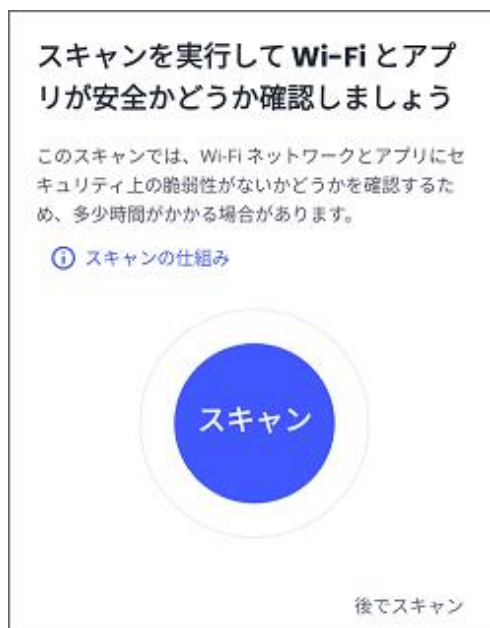 スキャンを実行して Wi-Fi とアプ
リが安全かどうか確認しましょう
このスキャンでは、Wi-Fi ネットワークとアプリにセ
キュリティ上の脆弱性がないかどうかを確認するた
め、多少時間がかかる場合があります。
スキャンの仕組み
スキャン
後でスキャン